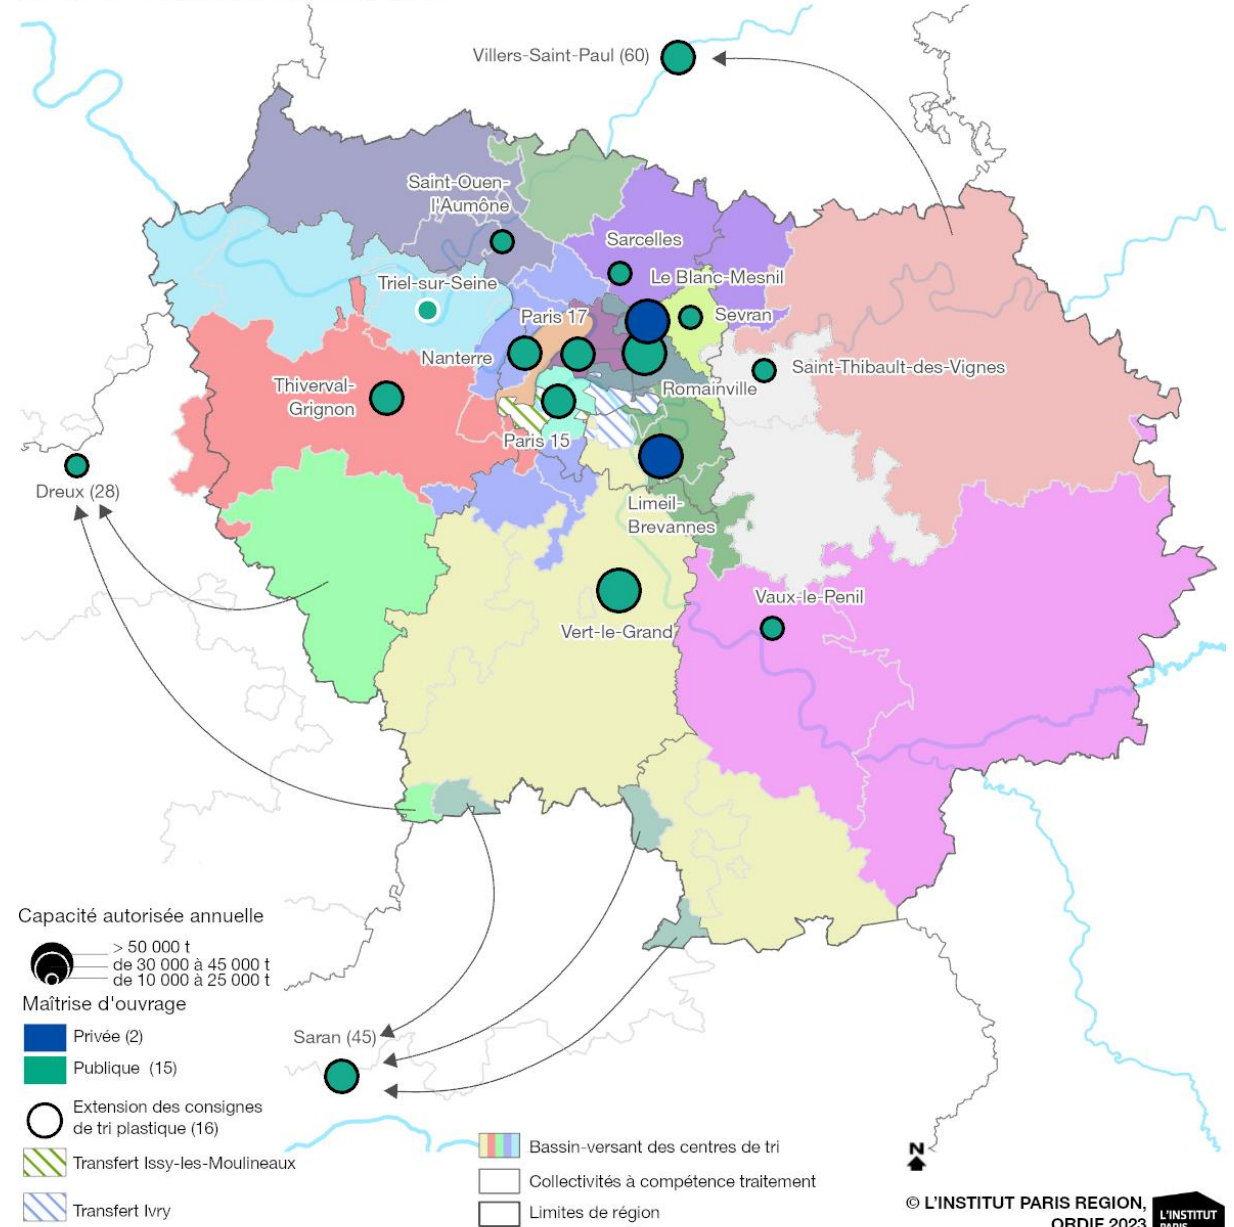 Villers-Saint-Paul (60)
Saint-Ouen-
l'Aumône
Sarcelles
Le Blanc-Mesnil
Triel-sur-Seine
Paris 17
Sevran
Nanterre
Saint-Thibault-des-Vignes
Thiverval-
Grignon
Romainville
Paris 15
Dreux (28)
Limeil-
Brevannes
Vaux-le-Penil
Vert-le-Grand
Capacité autorisée annuelle
> 50 000 t
de 30 000 à 45 000 t
de 10 000 à 25 000 t
Maîtrise d'ouvrage
Privée (2)
Publique (15)
Saran (45)
Extension des consignes
de tri plastique (16)
Transfert Issy-les-Moulineaux
Transfert Ivry
Bassin-versant des centres de tri
Collectivités à compétence traitement
Limites de région
N
© L'INSTITUT PARIS REGION,
ORDIF 2023
L'INSTITUT
PARIS